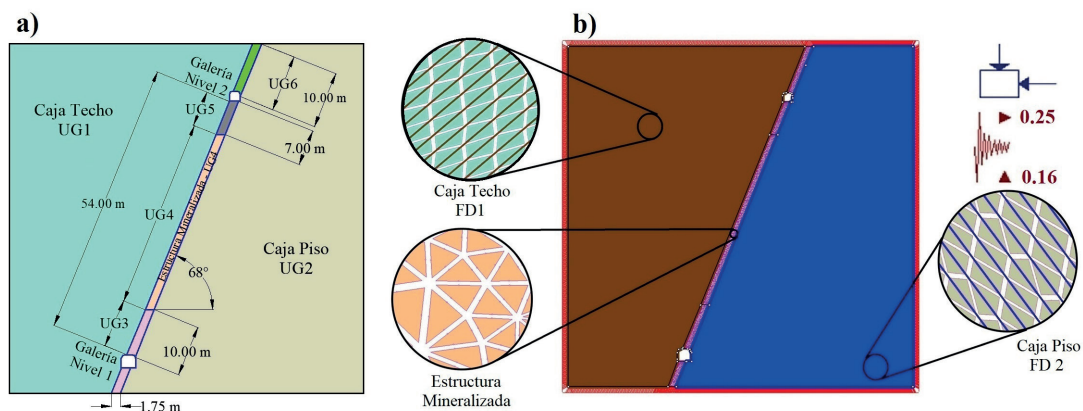 a)
Galería
Nivel 2
Caja Techo
UG1
UG6
10.00 m
UG5
7.00 m
54.00 m
UG4
Estructura Mineralizada - UG4
Caja Piso
UG2
68°
UG3
Galería
Nivel 1
10.00 m
1.75 m
b)
Caja Techo
FD1
Estructura
Mineralizada
0.25
0.16
Caja Piso
FD 2